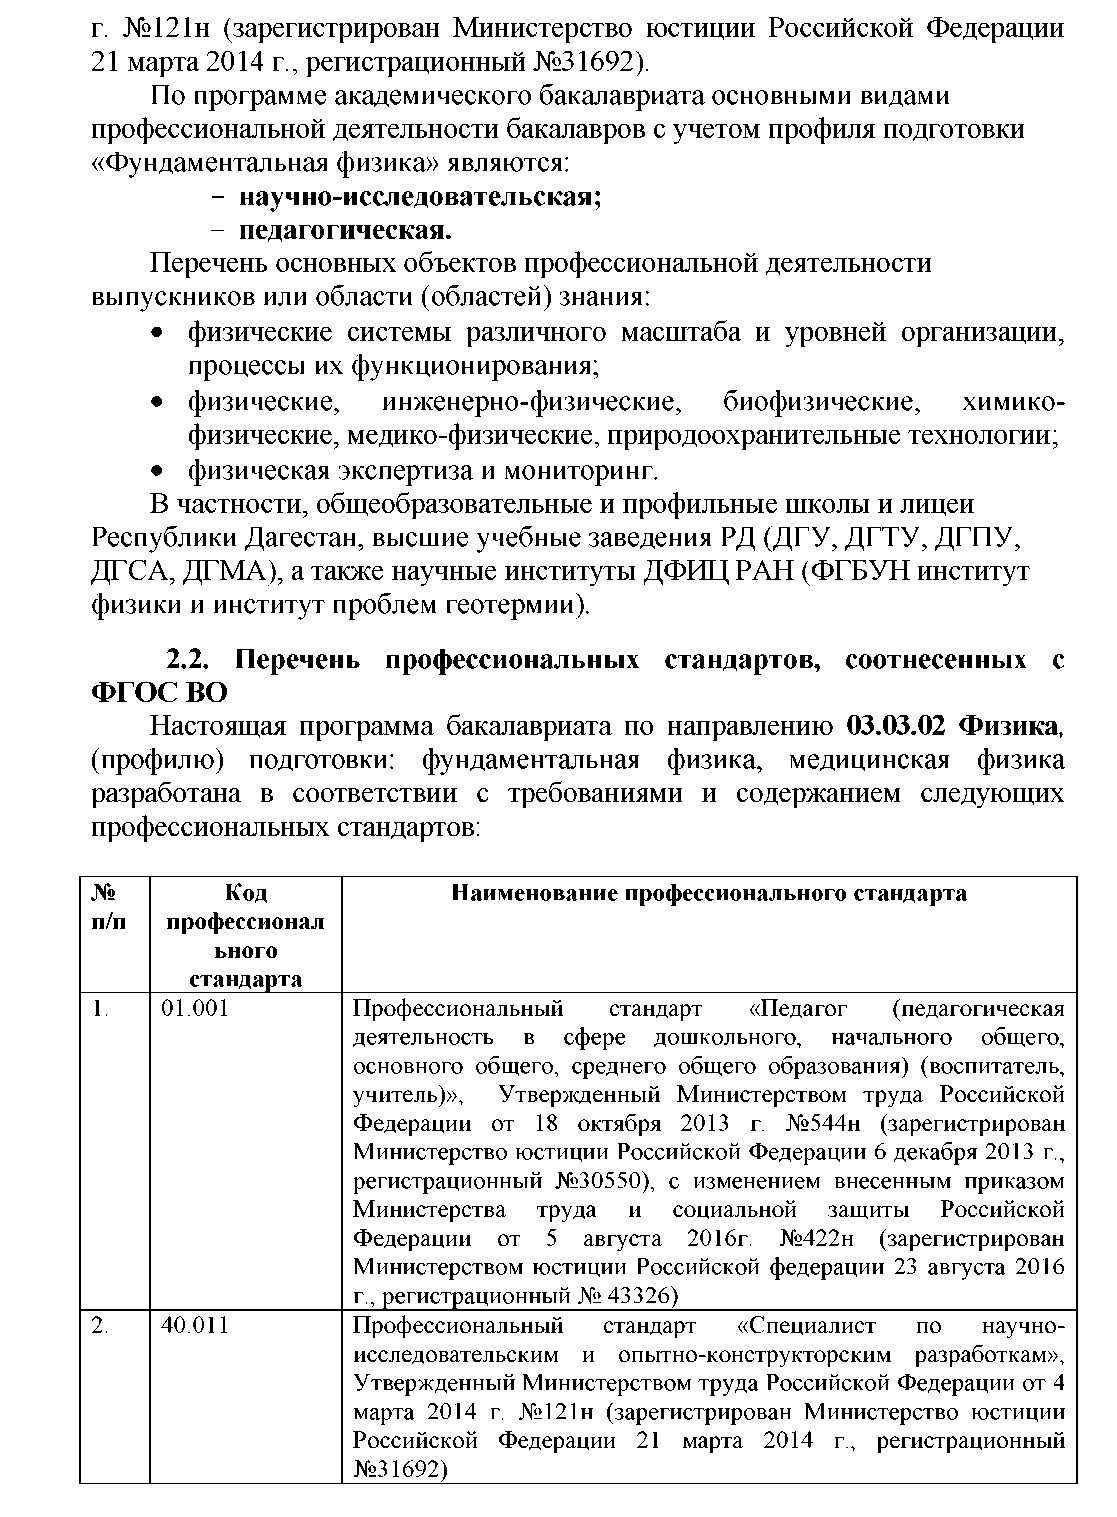 г. №121н (зарегистрирован Министерство юстиции Российской Федерации
21 марта 2014 г., регистрационный №31692).
По программе академического бакалавриата основными видами
профессиональной деятельности бакалавров с учетом профиля подготовки
«Фундаментальная физика» являются:
− научно-исследовательская;
− педагогическая.
Перечень основных объектов профессиональной деятельности
выпускников или области (областей) знания:
• физические системы различного масштаба и уровней организации,
процессы их функционирования;
• физические, инженерно-физические, биофизические, химико-
физические, медико-физические, природоохранительные технологии;
• физическая экспертиза и мониторинг.
В частности, общеобразовательные и профильные школы и лицеи
Республики Дагестан, высшие учебные заведения РД (ДГУ, ДГТУ, ДГПУ,
ДГСА, ДГМА), а также научные институты ДФИЦ РАН (ФГБУН институт
физики и институт проблем геотермии).
2.2. Перечень профессиональных стандартов, соотнесенных с
ФГОС ВО
Настоящая программа бакалавриата по направлению 03.03.02 Физика,
(профилю) подготовки: фундаментальная физика, медицинская физика
разработана в соответствии с требованиями и содержанием следующих
профессиональных стандартов:
№
п/п
Код
профессионал
ьного
стандарта
Наименование профессионального стандарта
1.
01.001
Профессиональный стандарт «Педагог (педагогическая
деятельность в сфере дошкольного, начального общего,
основного общего, среднего общего образования) (воспитатель,
учитель)», Утвержденный Министерством труда Российской
Федерации от 18 октября 2013 г. №544н (зарегистрирован
Министерство юстиции Российской Федерации 6 декабря 2013 г.,
регистрационный №30550), с изменением внесенным приказом
Министерства труда и социальной защиты Российской
Федерации от 5 августа 2016г. №422н (зарегистрирован
Министерством юстиции Российской федерации 23 августа 2016
г., регистрационный № 43326)
2.
40.011
Профессиональный стандарт «Специалист по научно-
исследовательским и опытно-конструкторским разработкам»,
Утвержденный Министерством труда Российской Федерации от 4
марта 2014 г. №121н (зарегистрирован Министерство юстиции
Российской Федерации 21 марта 2014 г., регистрационный
№31692)